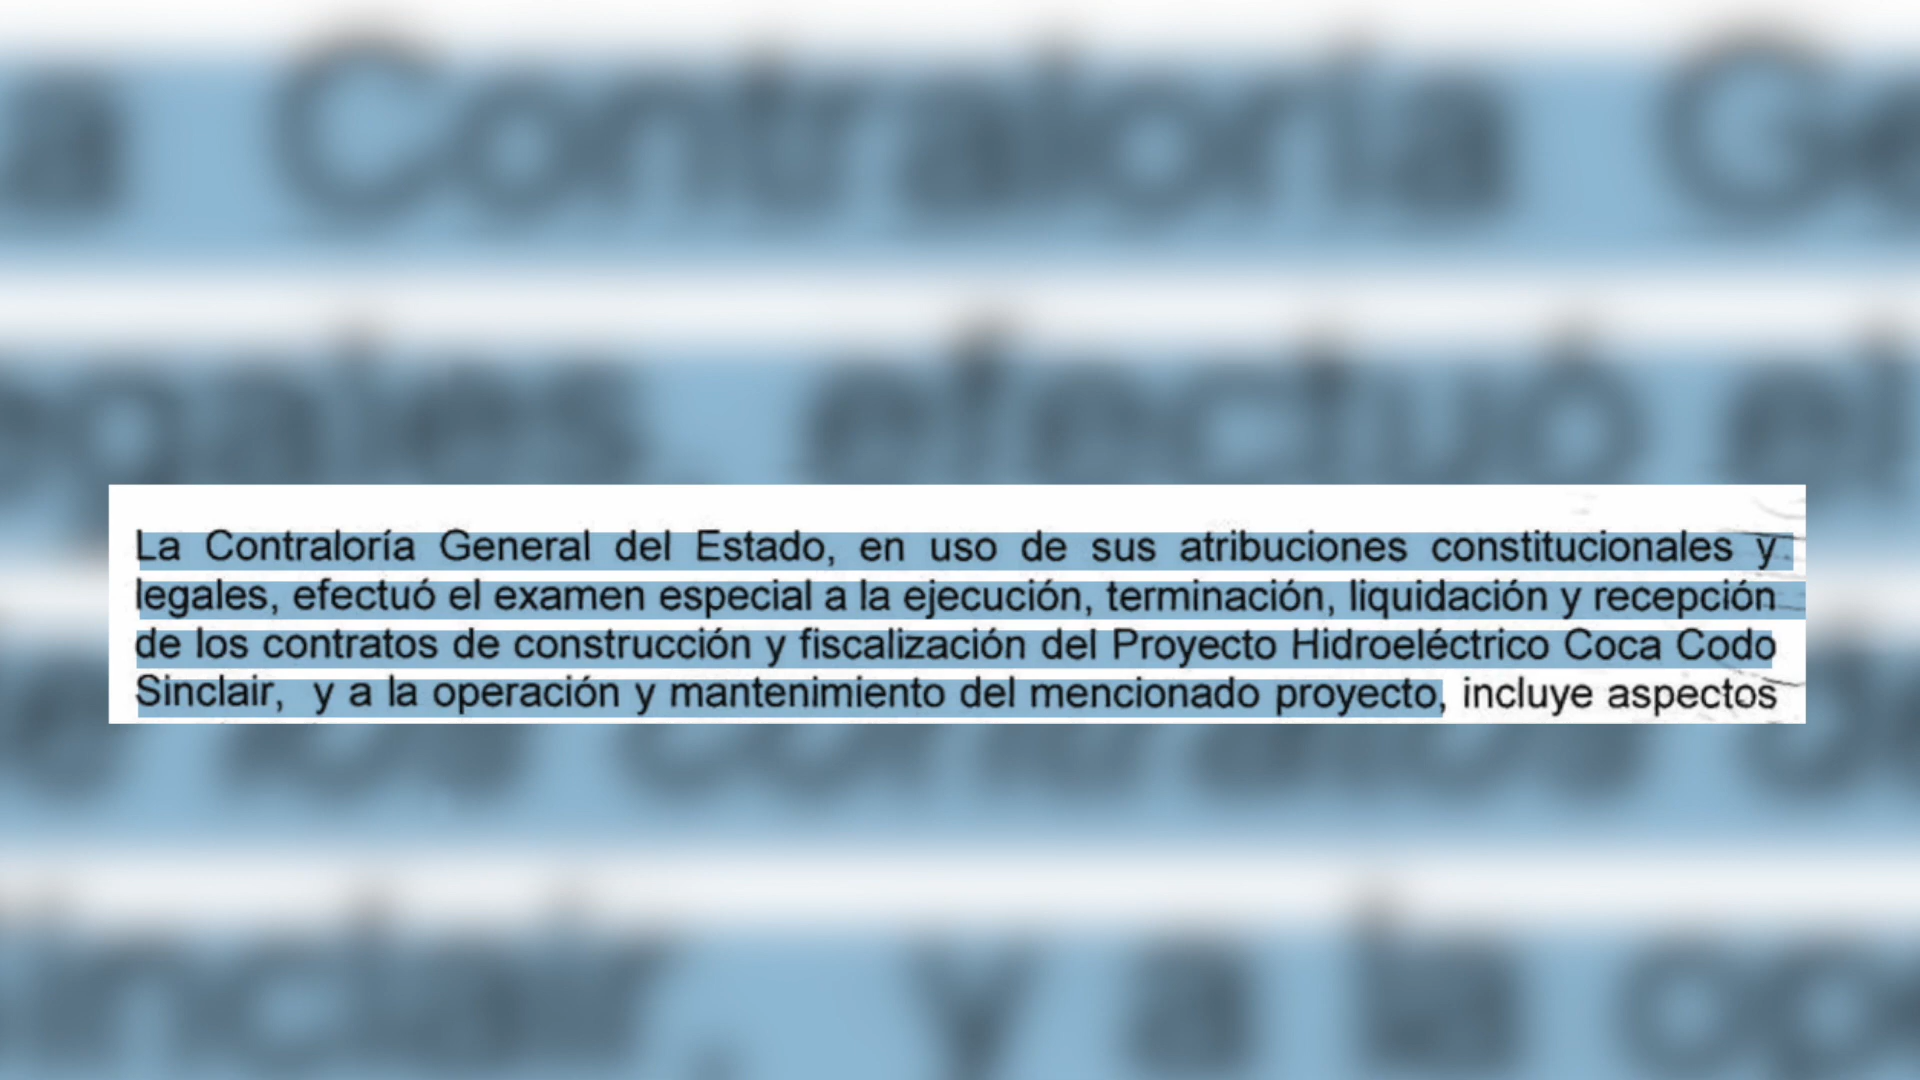 La Contraloría General del Estado, en uso de sus atribuciones constitucionales y
legales, efectuó el examen especial a la ejecución, terminación, liquidación y recepción
de los contratos de construcción y fiscalización del Proyecto Hidroeléctrico Coca Codo
Sinclair, y a la operación y mantenimiento del mencionado proyecto, incluye aspectos